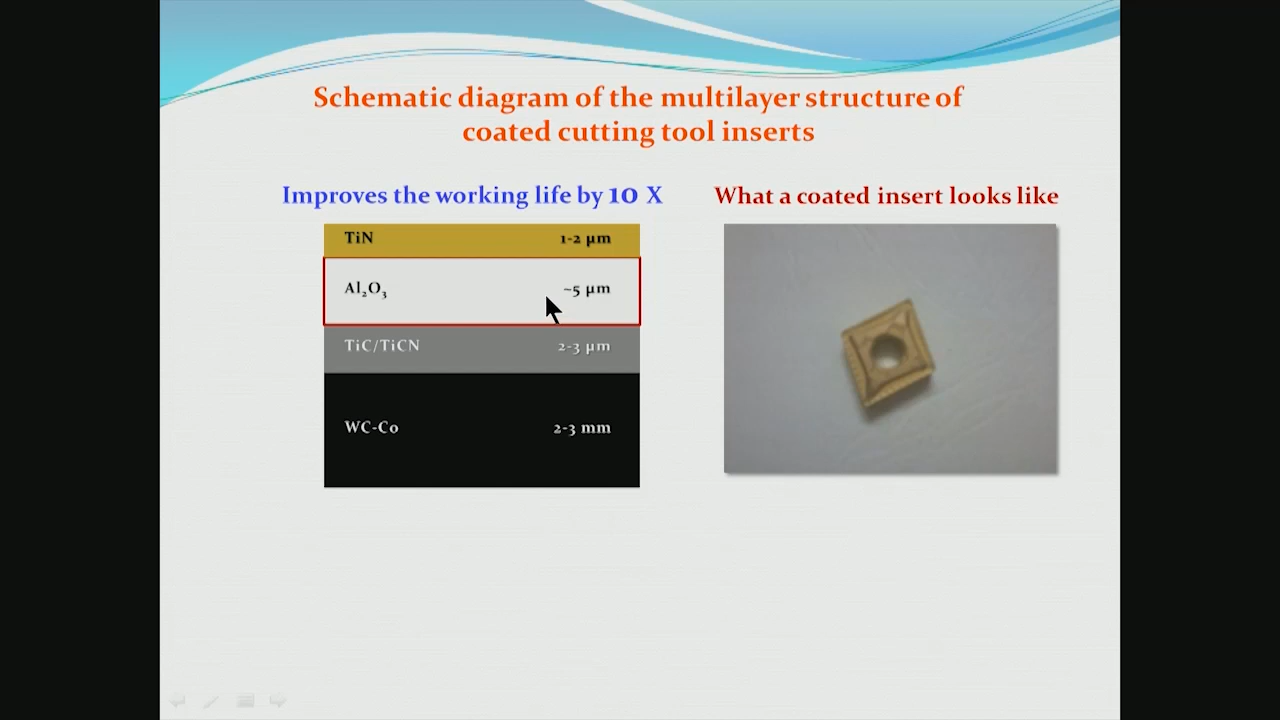 Schematic diagram of the multilayer structure of
coated cutting tool inserts
Improves the working life by 10 X
What a coated insert looks like
TiN 1-2 µm
Al₂O₃ ~5 µm
TiC/TiCN 2-3 µm
WC-Co 2-3 mm